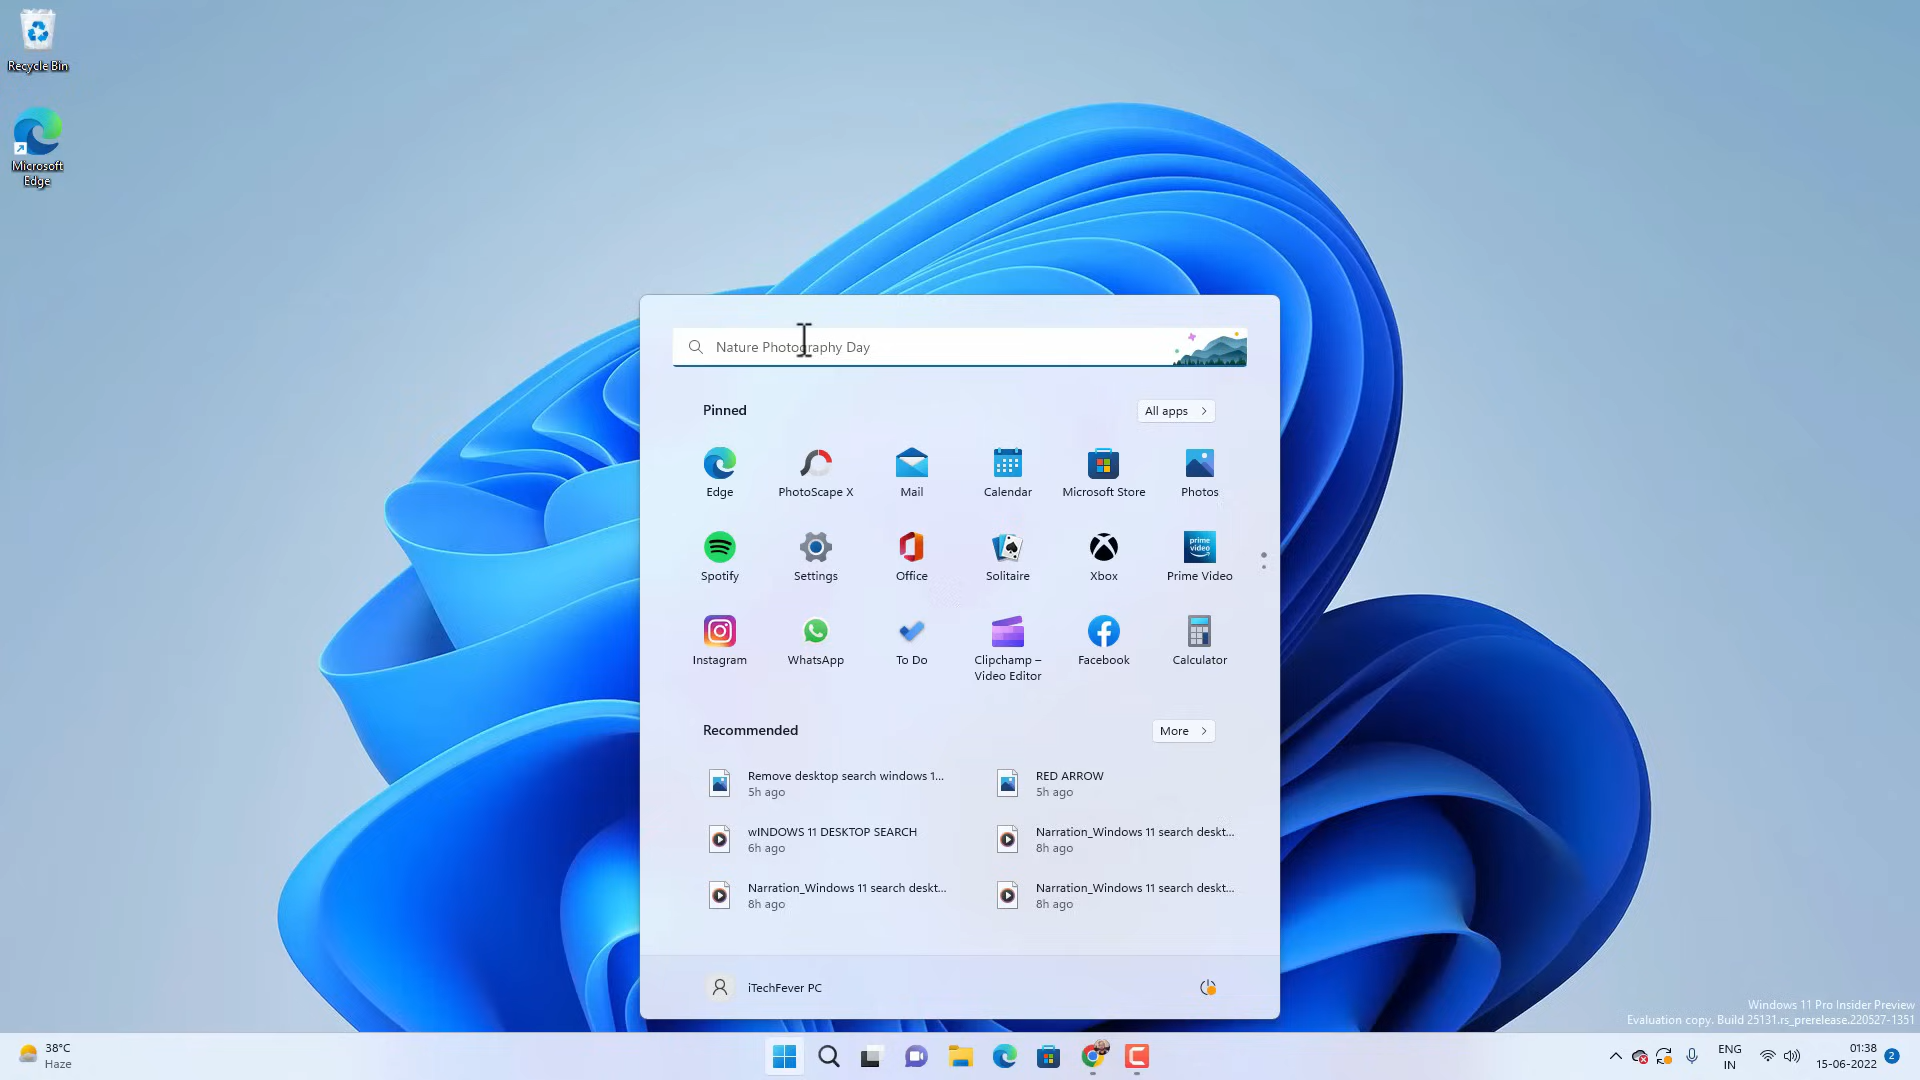 Recycle Bin
Microsoft
Edge
Nature Photography Day
Pinned
All apps
Edge
PhotoScape X
Mail
Calendar
Microsoft Store
Photos
Spotify
Settings
Office
Solitaire
Xbox
prime
video
Prime Video
Instagram
WhatsApp
To Do
Clipchamp –
Video Editor
Facebook
Calculator
Recommended
More
Remove desktop search windows 1...
5h ago
RED ARROW
5h ago
wINDOWS 11 DESKTOP SEARCH
6h ago
Narration_Windows 11 search deskt...
8h ago
Narration_Windows 11 search deskt...
8h ago
Narration_Windows 11 search deskt...
8h ago
iTechFever PC
Windows 11 Pro Insider Preview
Evaluation copy. Build 25131.rs_prerelease.220527-1351
38°C
Haze
ENG
IN
01:38
15-06-2022
2